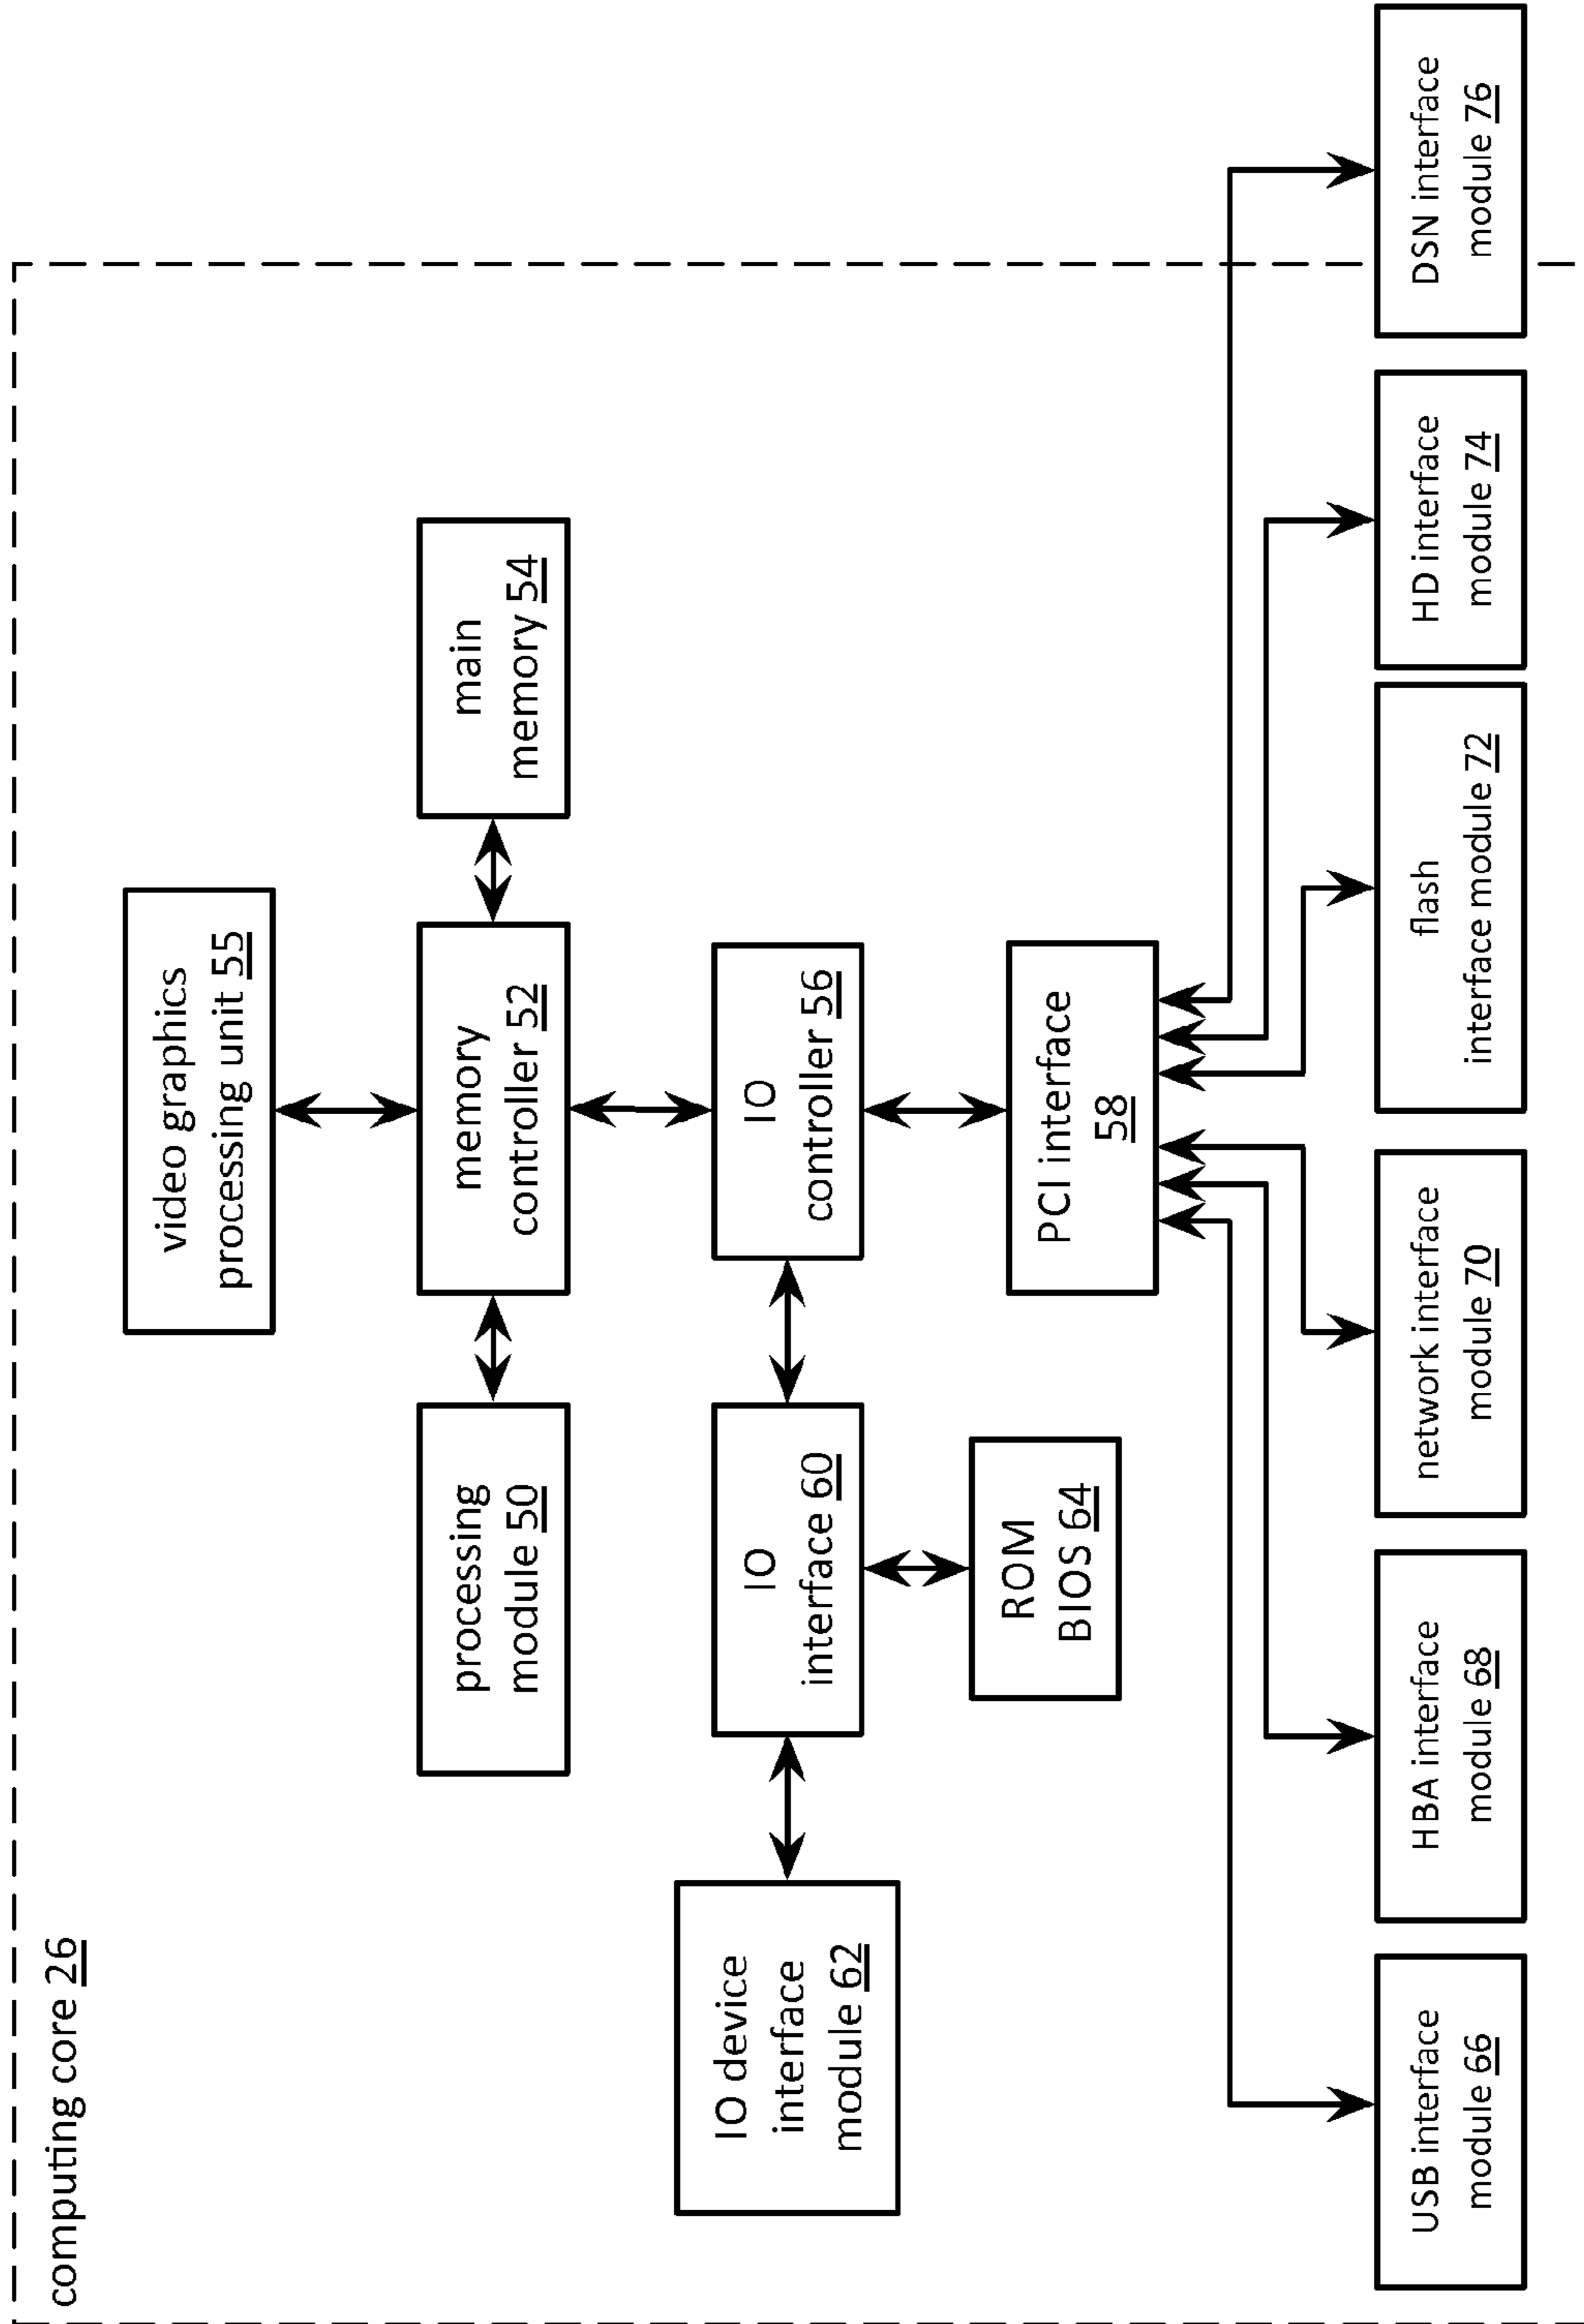 computing core 26
video graphics
processing unit 55
processing
module 50
memory
controller 52
main
memory 54
IO device
interface
module 62
IO
interface 60
IO
controller 56
ROM
BIOS 64
PCI interface
58
USB interface
module 66
HBA interface
module 68
network interface
module 70
flash
interface module 72
HD interface
module 74
DSN interface
module 76